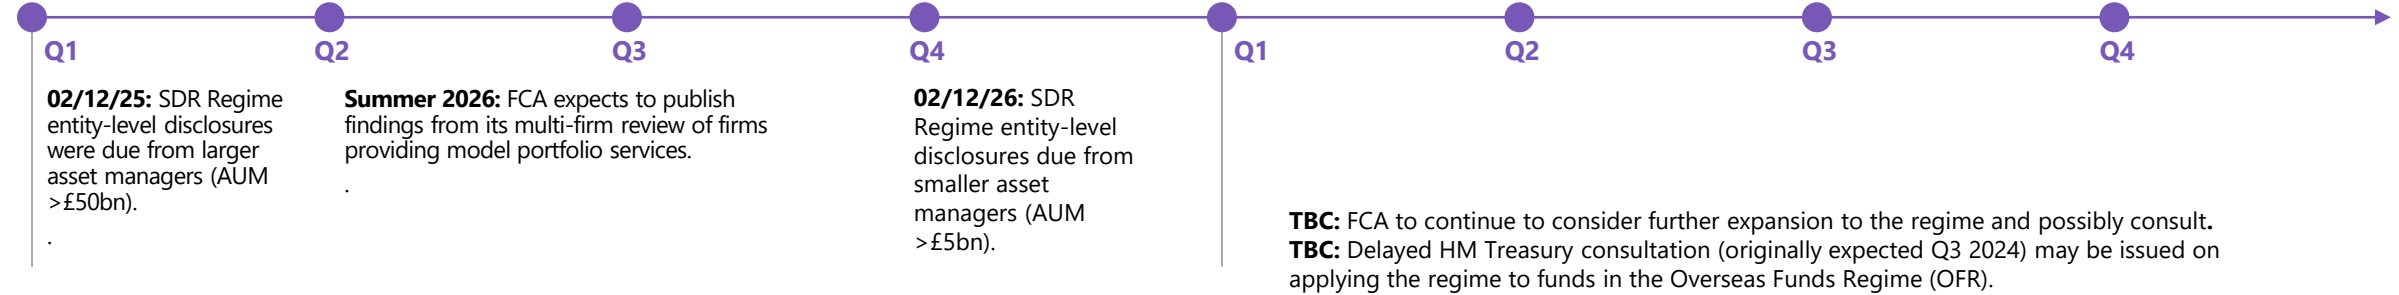 Q1
Q2
Q3
Q4
Q1
Q2
Q3
Q4
02/12/25: SDR Regime
entity-level disclosures
were due from larger
asset managers (AUM
>£50bn).
.
Summer 2026: FCA expects to publish
findings from its multi-firm review of firms
providing model portfolio services.
.
02/12/26: SDR
Regime entity-level
disclosures due from
smaller asset
managers (AUM
>£5bn).
TBC: FCA to continue to consider further expansion to the regime and possibly consult.
TBC: Delayed HM Treasury consultation (originally expected Q3 2024) may be issued on
applying the regime to funds in the Overseas Funds Regime (OFR).